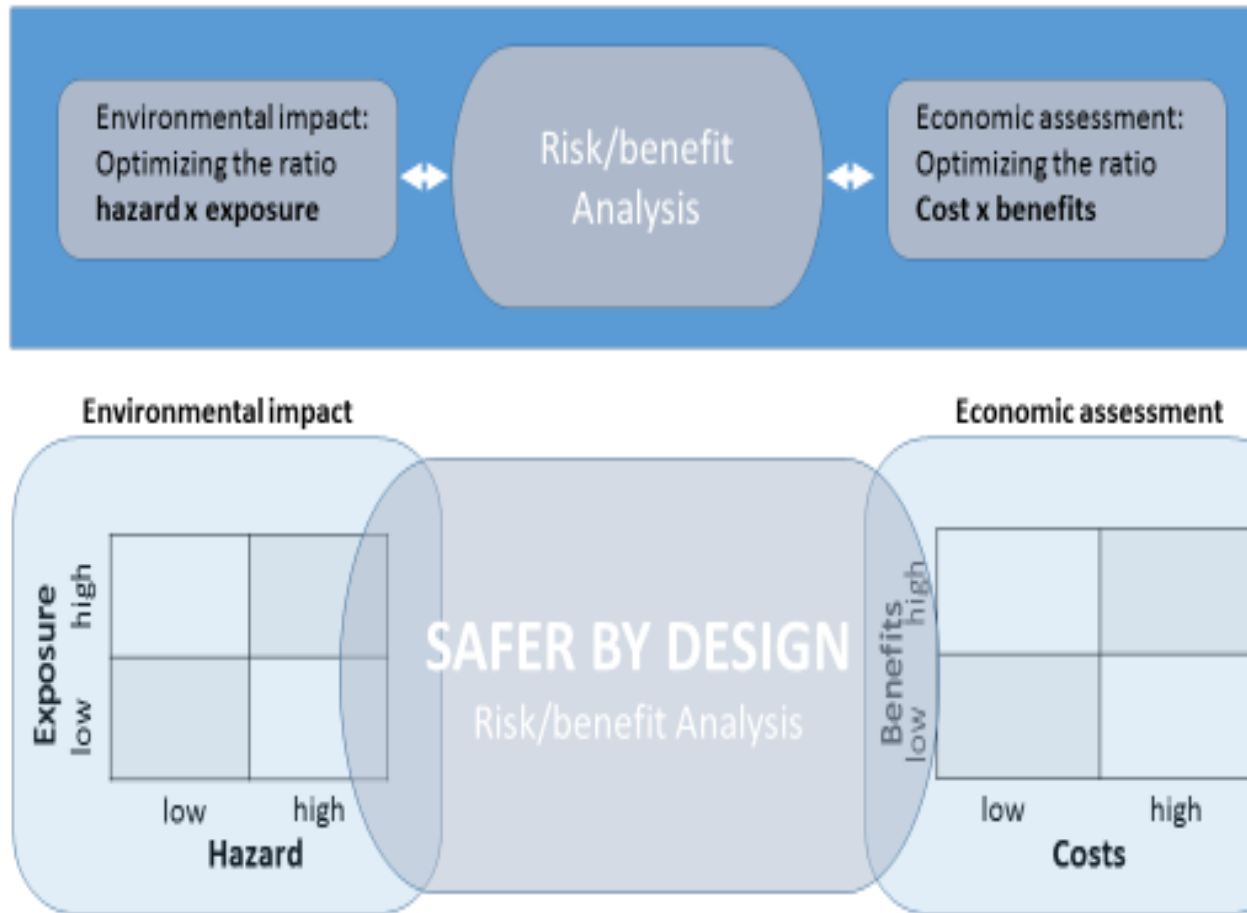 Environmental impact:
Optimizing the ratio
hazard x exposure
Risk/benefit
Analysis
Economic assessment:
Optimizing the ratio
Cost x benefits
Environmental impact
Exposure
high
low
low
high
Hazard
SAFER BY DESIGN
Risk/benefit Analysis
Economic assessment
Benefits
high
low
low
high
Costs